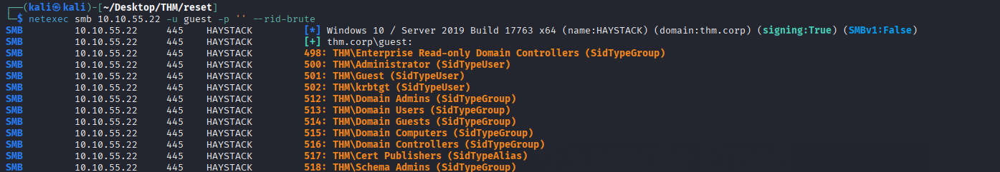 ┌──(kali㉿kali)-[~/Desktop/THM/reset]
└─$ netexec smb 10.10.55.22 -u guest -p '' --rid-brute
SMB 10.10.55.22 445 HAYSTACK [*] Windows 10 / Server 2019 Build 17763 x64 (name:HAYSTACK) (domain:thm.corp) (signing:True) (SMBv1:False)
SMB 10.10.55.22 445 HAYSTACK [+] thm.corp\guest:
SMB 10.10.55.22 445 HAYSTACK 498: THM\Enterprise Read-only Domain Controllers (SidTypeGroup)
SMB 10.10.55.22 445 HAYSTACK 500: THM\Administrator (SidTypeUser)
SMB 10.10.55.22 445 HAYSTACK 501: THM\Guest (SidTypeUser)
SMB 10.10.55.22 445 HAYSTACK 502: THM\krbtgt (SidTypeUser)
SMB 10.10.55.22 445 HAYSTACK 512: THM\Domain Admins (SidTypeGroup)
SMB 10.10.55.22 445 HAYSTACK 513: THM\Domain Users (SidTypeGroup)
SMB 10.10.55.22 445 HAYSTACK 514: THM\Domain Guests (SidTypeGroup)
SMB 10.10.55.22 445 HAYSTACK 515: THM\Domain Computers (SidTypeGroup)
SMB 10.10.55.22 445 HAYSTACK 516: THM\Domain Controllers (SidTypeGroup)
SMB 10.10.55.22 445 HAYSTACK 517: THM\Cert Publishers (SidTypeAlias)
SMB 10.10.55.22 445 HAYSTACK 518: THM\Schema Admins (SidTypeGroup)